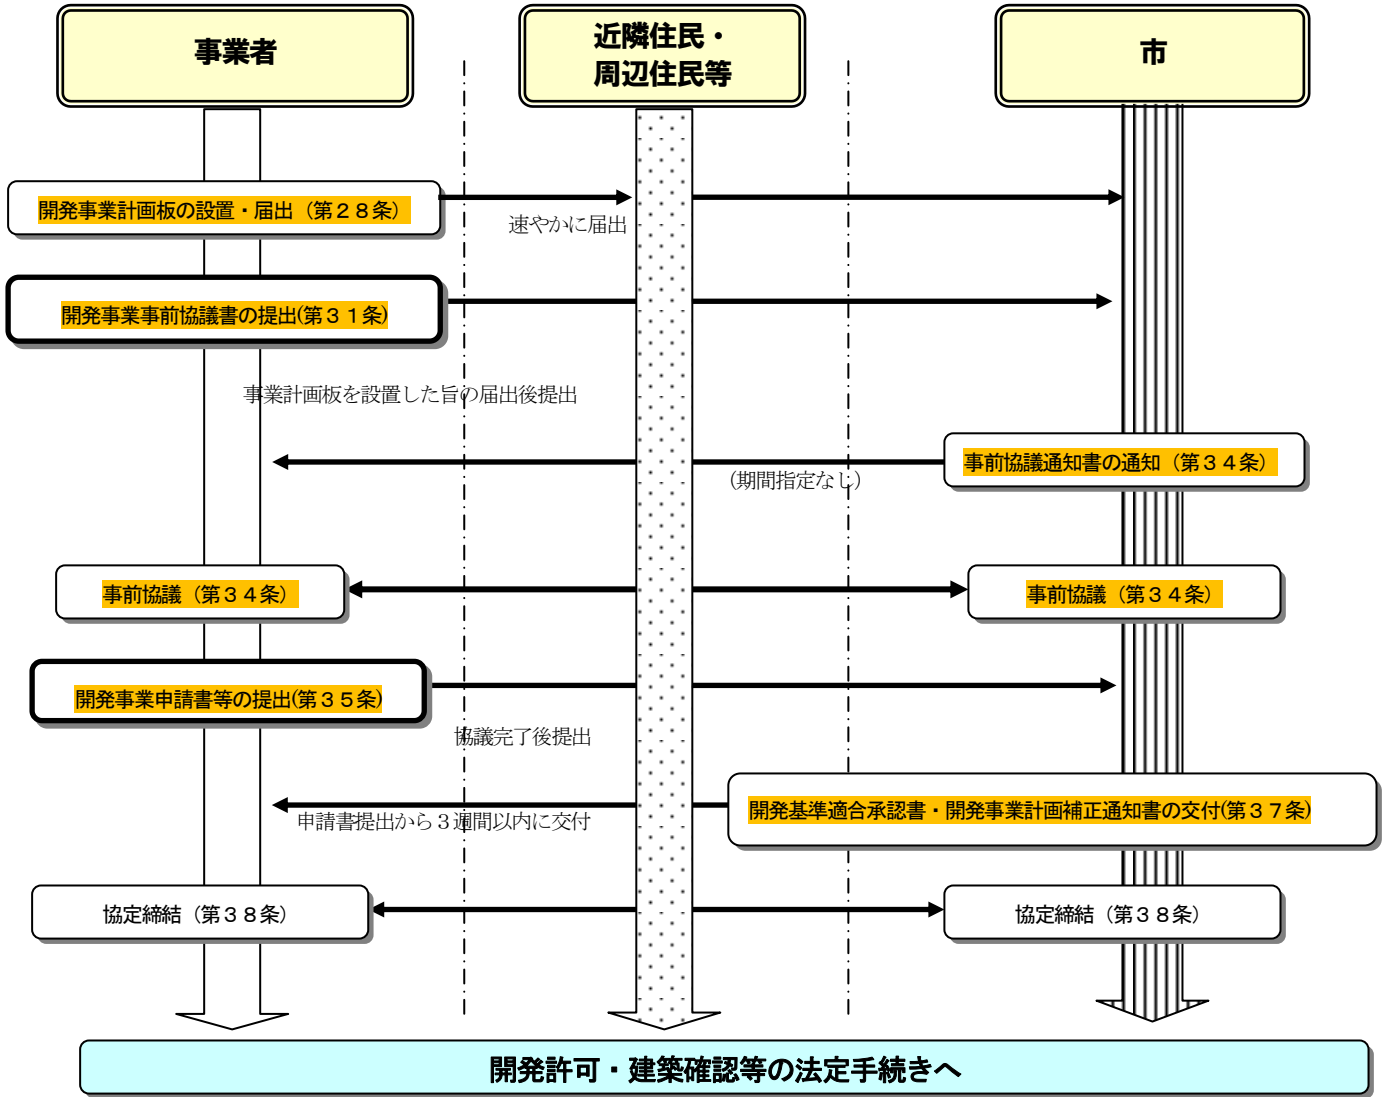 事業者
近隣住民・
周辺住民等
市
開発事業計画板の設置・届出（第２８条）
速やかに届出
開発事業事前協議書の提出(第３１条)
事業計画板を設置した旨の届出後提出
事前協議通知書の通知（第３４条）
（期間指定なし）
事前協議（第３４条）
事前協議（第３４条）
開発事業申請書等の提出(第３５条)
協議完了後提出
開発基準適合承認書・開発事業計画補正通知書の交付(第３７条)
申請書提出から３週間以内に交付
協定締結（第３８条）
協定締結（第３８条）
開発許可・建築確認等の法定手続きへ